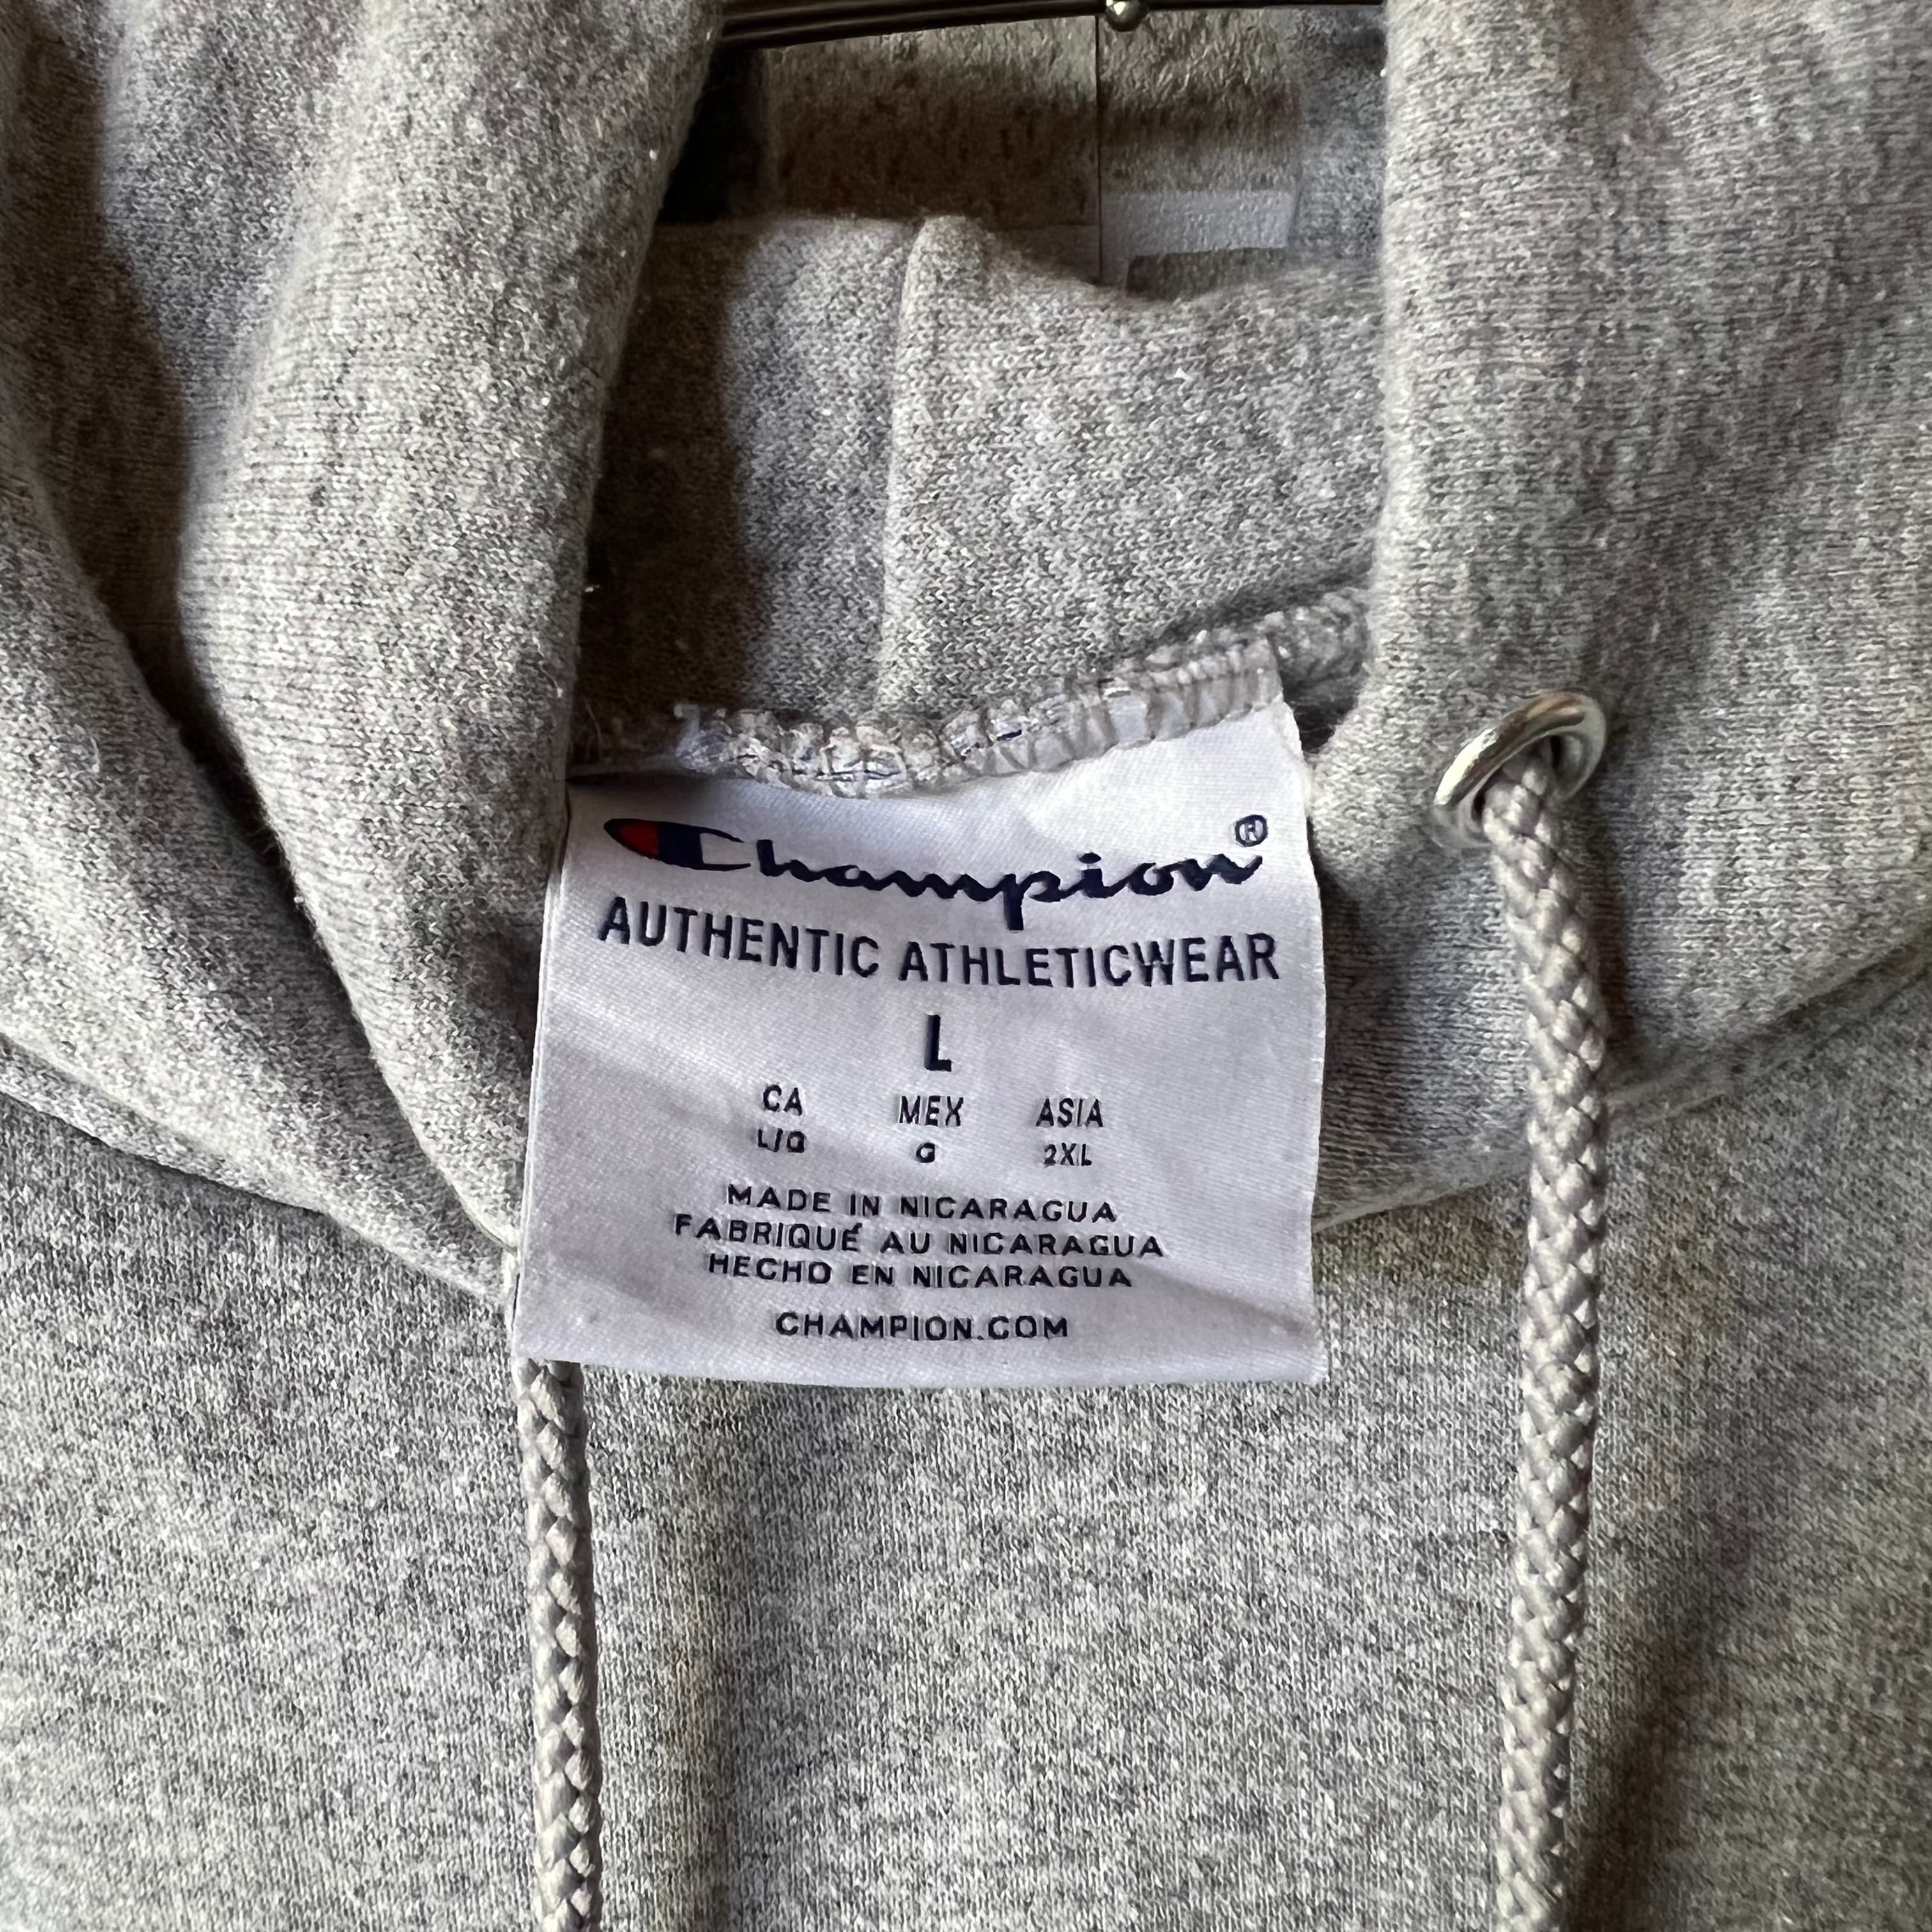 Champion®
AUTHENTIC ATHLETICWEAR
L
CA MEX ASIA
L/G G 2XL
MADE IN NICARAGUA
FABRIQUÉ AU NICARAGUA
HECHO EN NICARAGUA
CHAMPION.COM